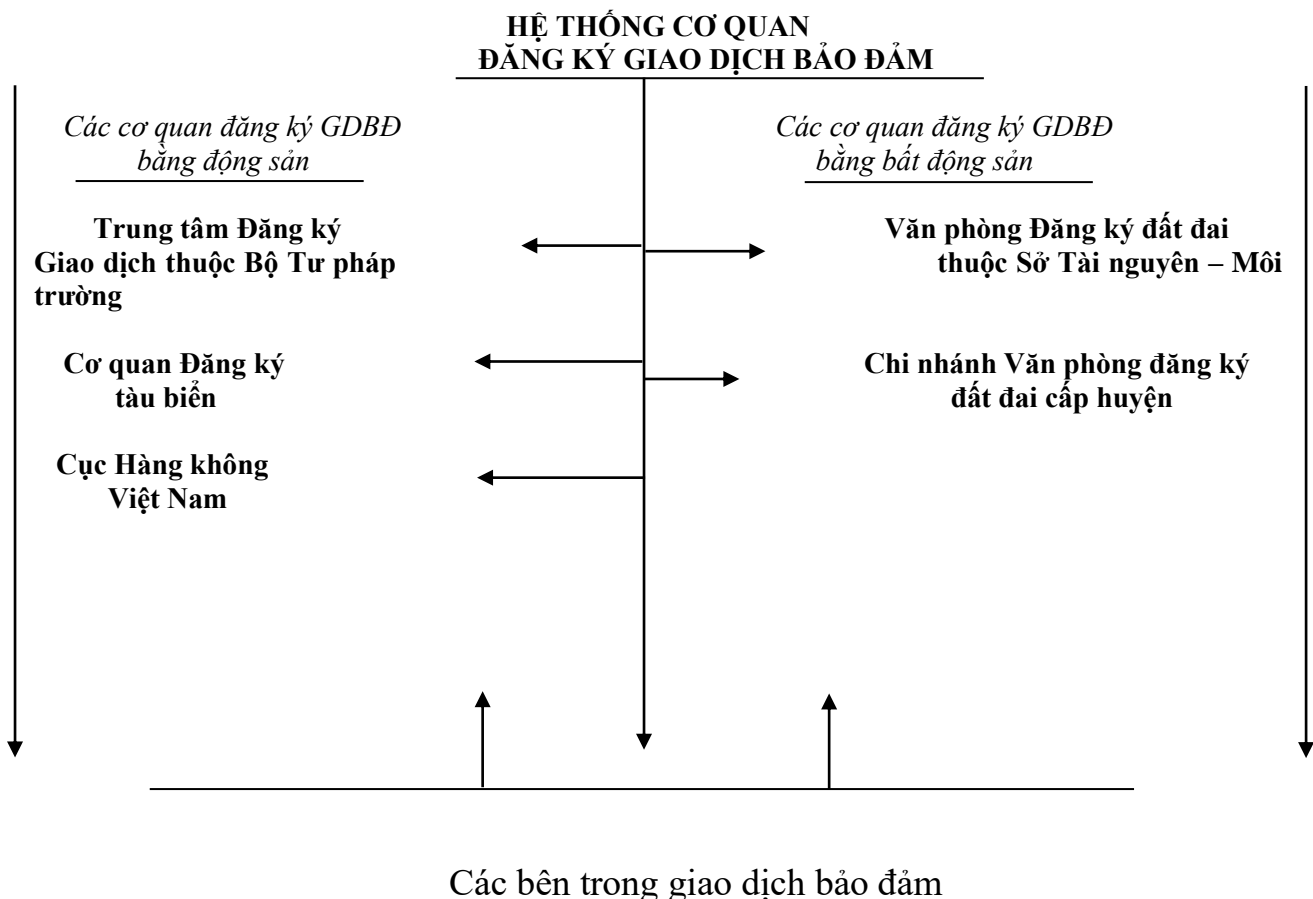 HỆ THỐNG CƠ QUAN
ĐĂNG KÝ GIAO DỊCH BẢO ĐẢM
Các cơ quan đăng ký GDBĐ
bằng động sản
Các cơ quan đăng ký GDBĐ
bằng bất động sản
Trung tâm Đăng ký
Giao dịch thuộc Bộ Tư pháp
trường
Văn phòng Đăng ký đất đai
thuộc Sở Tài nguyên – Môi
Cơ quan Đăng ký
tàu biển
Chi nhánh Văn phòng đăng ký
đất đai cấp huyện
Cục Hàng không
Việt Nam
Các bên trong giao dịch bảo đảm